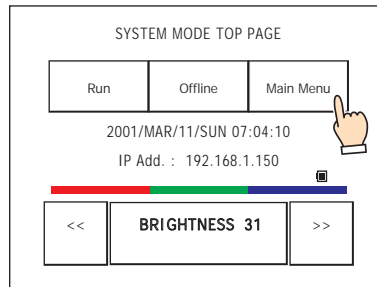 SYSTEM MODE TOP PAGE
Run Offline Main Menu
2001/MAR/11/SUN 07:04:10
IP Add. : 192.168.1.150
<< BRIGHTNESS 31 >>